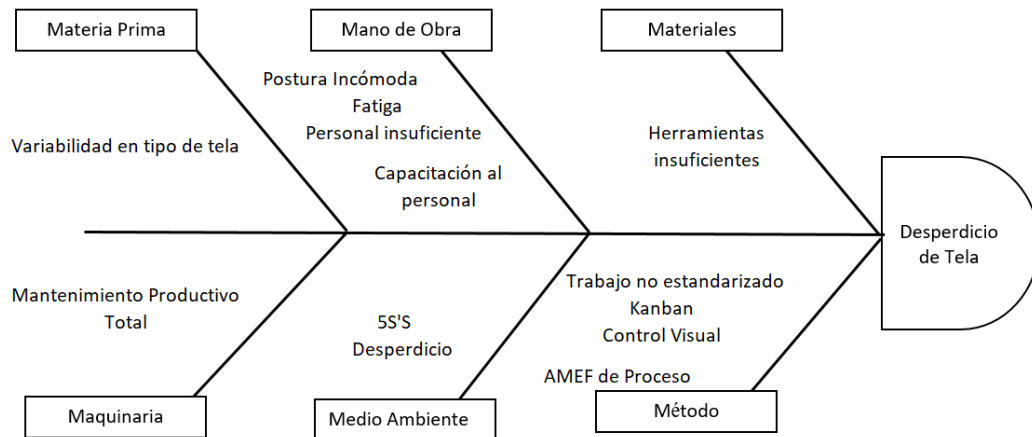 Materia Prima
Mano de Obra
Materiales
Postura Incómoda
Fatiga
Personal insuficiente
Capacitación al
personal
Variabilidad en tipo de tela
Herramientas
insuficientes
Desperdicio
de Tela
Mantenimiento Productivo
Total
5S'S
Desperdicio
Trabajo no estandarizado
Kanban
Control Visual
AMEF de Proceso
Maquinaria
Medio Ambiente
Método